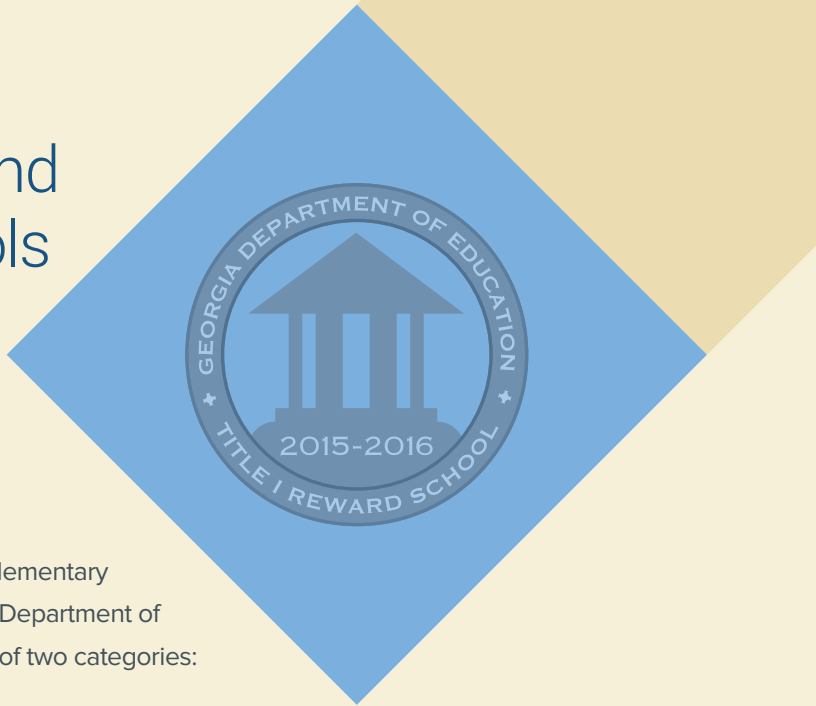 nd
ols
GEORGIA DEPARTMENT OF EDUCATION
2015-2016
TITLE I REWARD SCHOOL
lementary
Department of
of two categories: